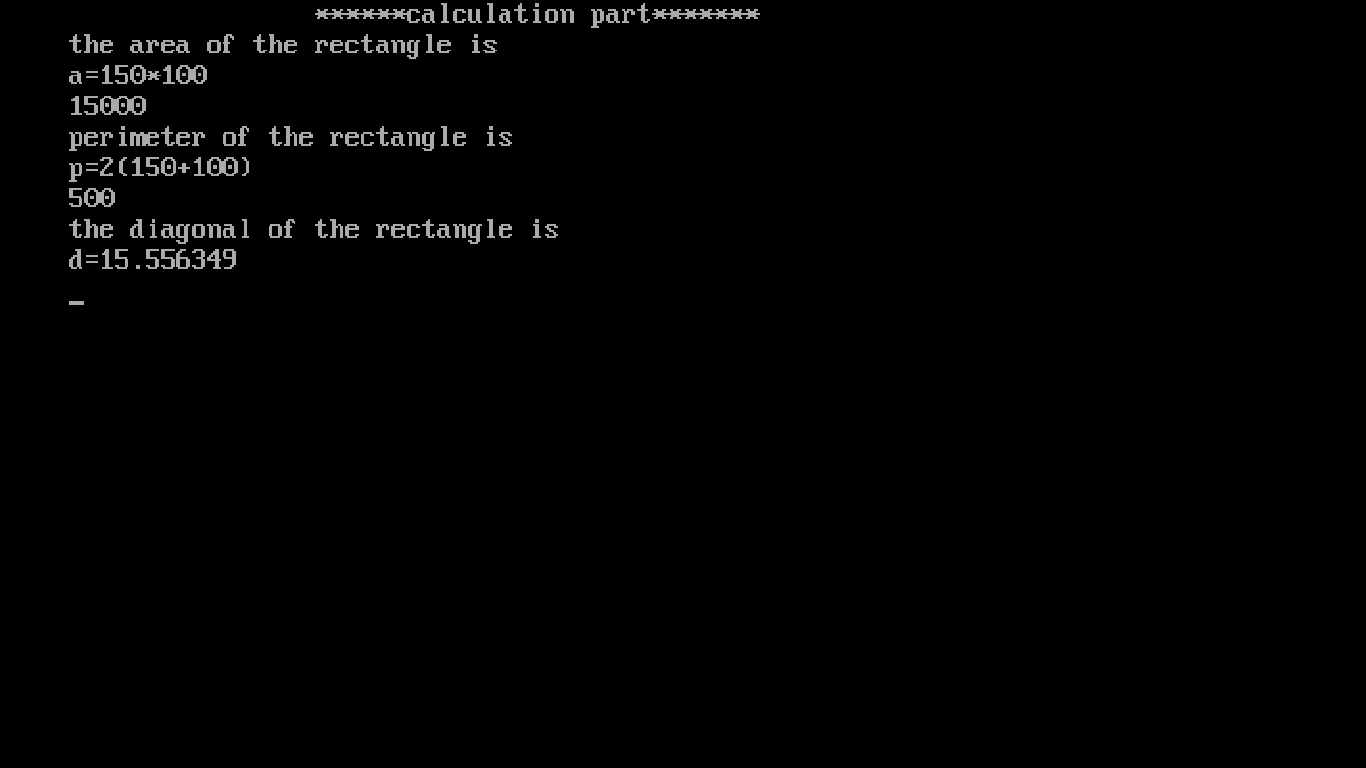 ******calculation part*******
the area of the rectangle is
a=150*100
15000
perimeter of the rectangle is
p=2(150+100)
500
the diagonal of the rectangle is
d=15.556349